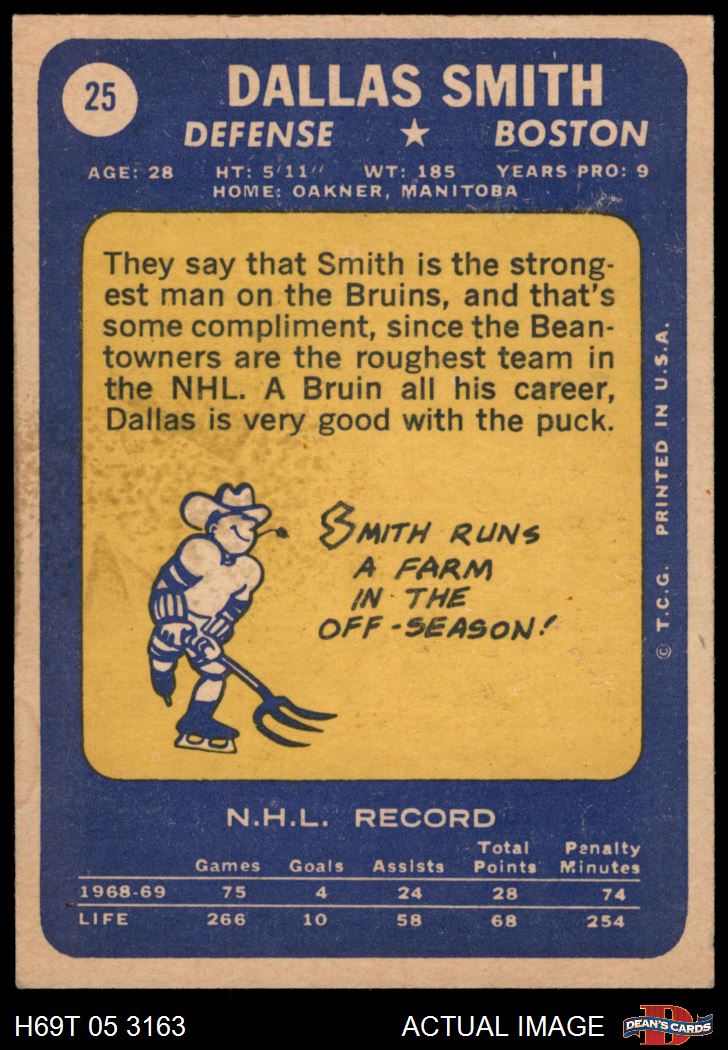 25
DALLAS SMITH
DEFENSE ★ BOSTON
AGE: 28 HT: 5'11" WT: 185 YEARS PRO: 9
HOME: OAKNER, MANITOBA
They say that Smith is the strong-
est man on the Bruins, and that's
some compliment, since the Bean-
towners are the roughest team in
the NHL. A Bruin all his career,
Dallas is very good with the puck.
SMITH RUNS
A FARM
IN THE
OFF-SEASON!
© T.C.G. PRINTED IN U.S.A.
N.H.L. RECORD
Total Penalty
Games Goals Assists Points Minutes
1968-69 75 4 24 28 74
LIFE 266 10 58 68 254
H69T 05 3163 ACTUAL IMAGE
D
DEAN'S CARDS